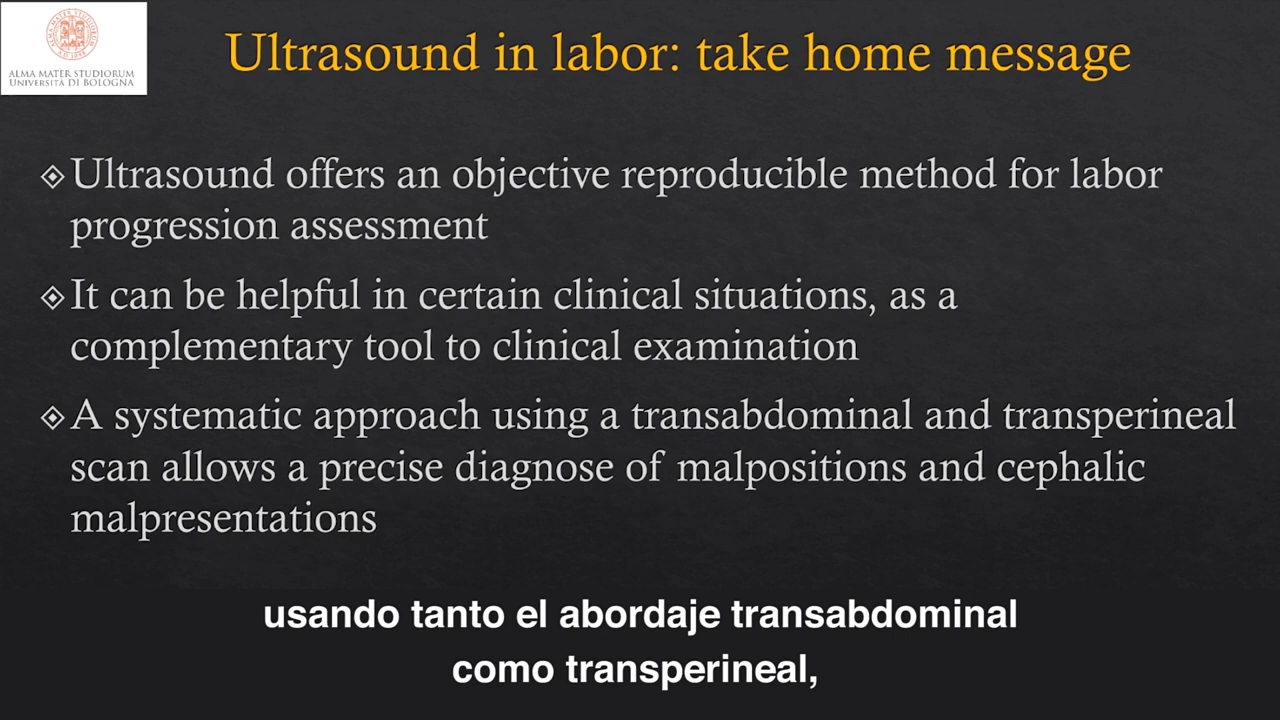 ALMA MATER STUDIORUM
UNIVERSITÀ DI BOLOGNA
Ultrasound in labor: take home message
Ultrasound offers an objective reproducible method for labor
progression assessment
It can be helpful in certain clinical situations, as a
complementary tool to clinical examination
A systematic approach using a transabdominal and transperineal
scan allows a precise diagnose of malpositions and cephalic
malpresentations
usando tanto el abordaje transabdominal
como transperineal,